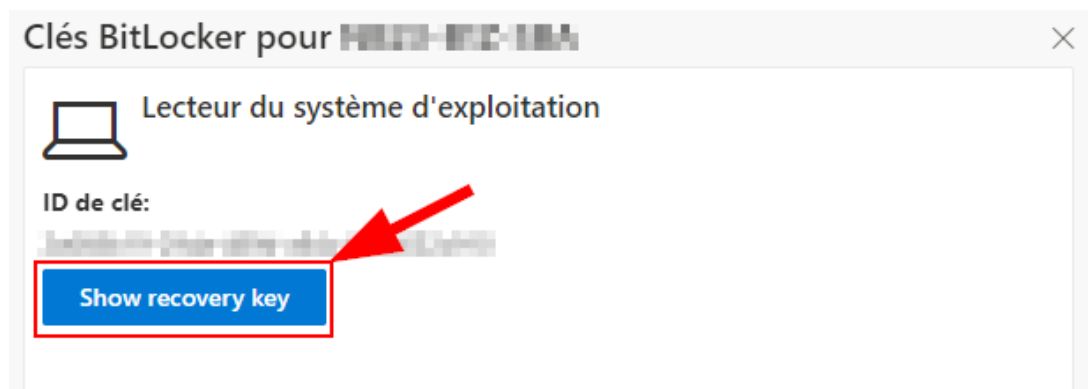 Clés BitLocker pour
Lecteur du système d'exploitation
ID de clé:
Show recovery key